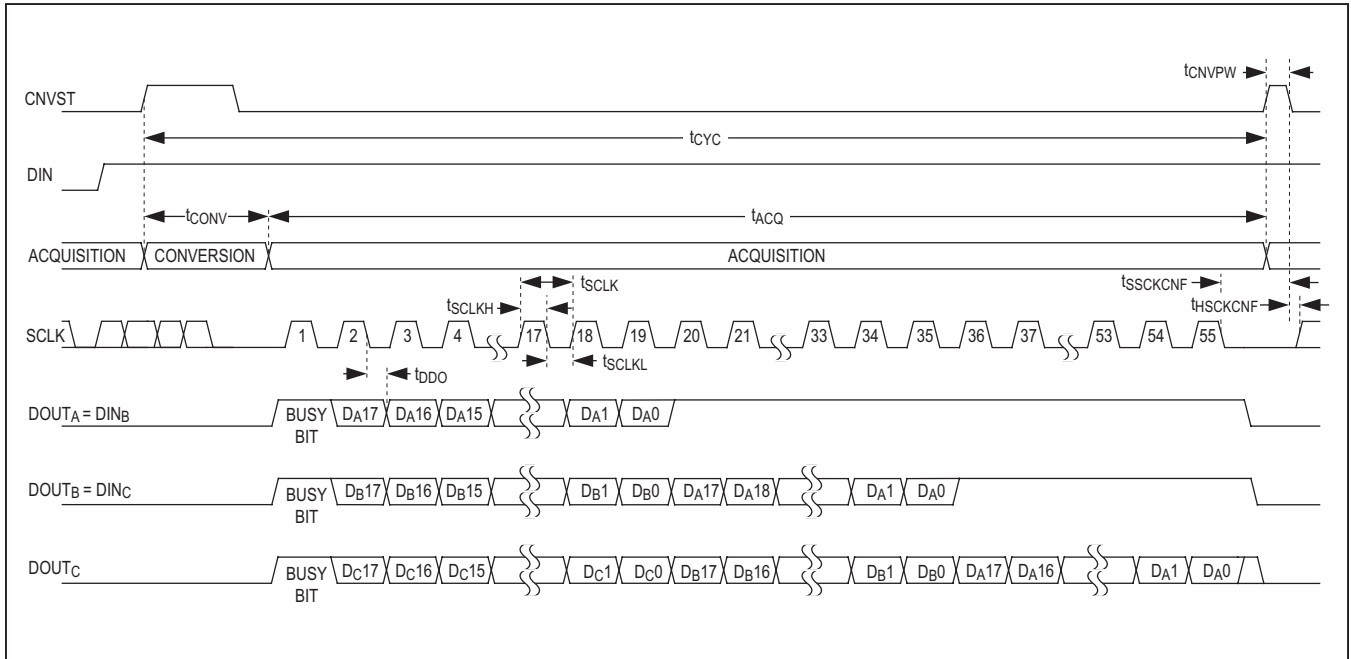 tCNVPW
CNVST
tCYC
DIN
tCONV
tACQ
ACQUISITION CONVERSION ACQUISITION
tSCLK
tSSCKCNF
tSCLKH
tHSCKCNF
SCLK 1 2 3 4 17 18 19 20 21 33 34 35 36 37 53 54 55
tSCLKL
tDDO
DOUTA = DINB BUSY BIT DA17 DA16 DA15 DA1 DA0
DOUTB = DINC BUSY BIT DB17 DB16 DB15 DB1 DB0 DA17 DA18 DA1 DA0
DOUTC BUSY BIT DC17 DC16 DC15 DC1 DC0 DB17 DB16 DB1 DB0 DA17 DA16 DA1 DA0